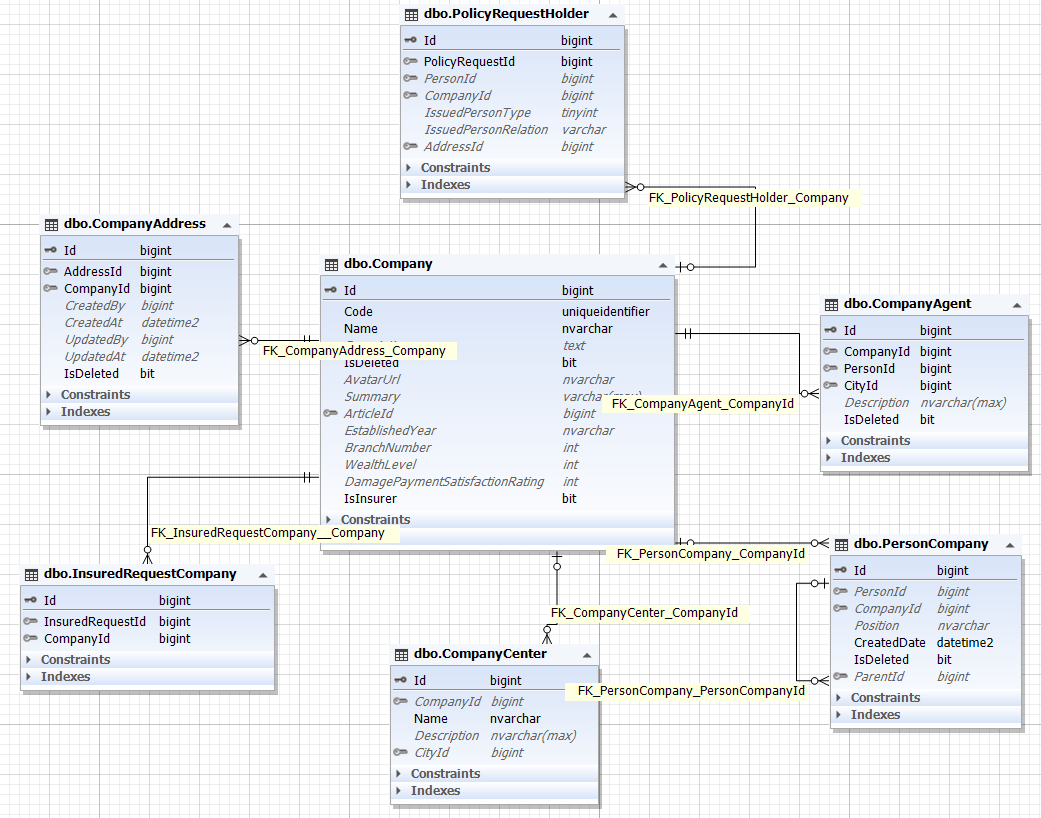 dbo.PolicyRequestHolder
Id bigint
PolicyRequestId bigint
PersonId bigint
CompanyId bigint
IssuedPersonType tinyint
IssuedPersonRelation varchar
AddressId bigint
Constraints
Indexes
FK_PolicyRequestHolder_Company
dbo.CompanyAddress
Id bigint
AddressId bigint
CompanyId bigint
CreatedBy bigint
CreatedAt datetime2
UpdatedBy bigint
UpdatedAt datetime2
IsDeleted bit
Constraints
Indexes
FK_CompanyAddress_Company
dbo.Company
Id bigint
Code uniqueidentifier
Name nvarchar
text
IsDeleted bit
AvatarUrl nvarchar
Summary varchar(max)
ArticleId bigint
EstablishedYear nvarchar
BranchNumber int
WealthLevel int
DamagePaymentSatisfactionRating int
IsInsurer bit
Constraints
dbo.CompanyAgent
Id bigint
CompanyId bigint
PersonId bigint
CityId bigint
Description nvarchar(max)
IsDeleted bit
Constraints
Indexes
FK_CompanyAgent_CompanyId
FK_InsuredRequestCompany__Company
FK_PersonCompany_CompanyId
dbo.InsuredRequestCompany
Id bigint
InsuredRequestId bigint
CompanyId bigint
Constraints
Indexes
FK_CompanyCenter_CompanyId
dbo.CompanyCenter
Id bigint
CompanyId bigint
Name nvarchar
Description nvarchar(max)
CityId bigint
Constraints
Indexes
dbo.PersonCompany
Id bigint
PersonId bigint
CompanyId bigint
Position nvarchar
CreatedDate datetime2
IsDeleted bit
ParentId bigint
Constraints
Indexes
FK_PersonCompany_PersonCompanyId